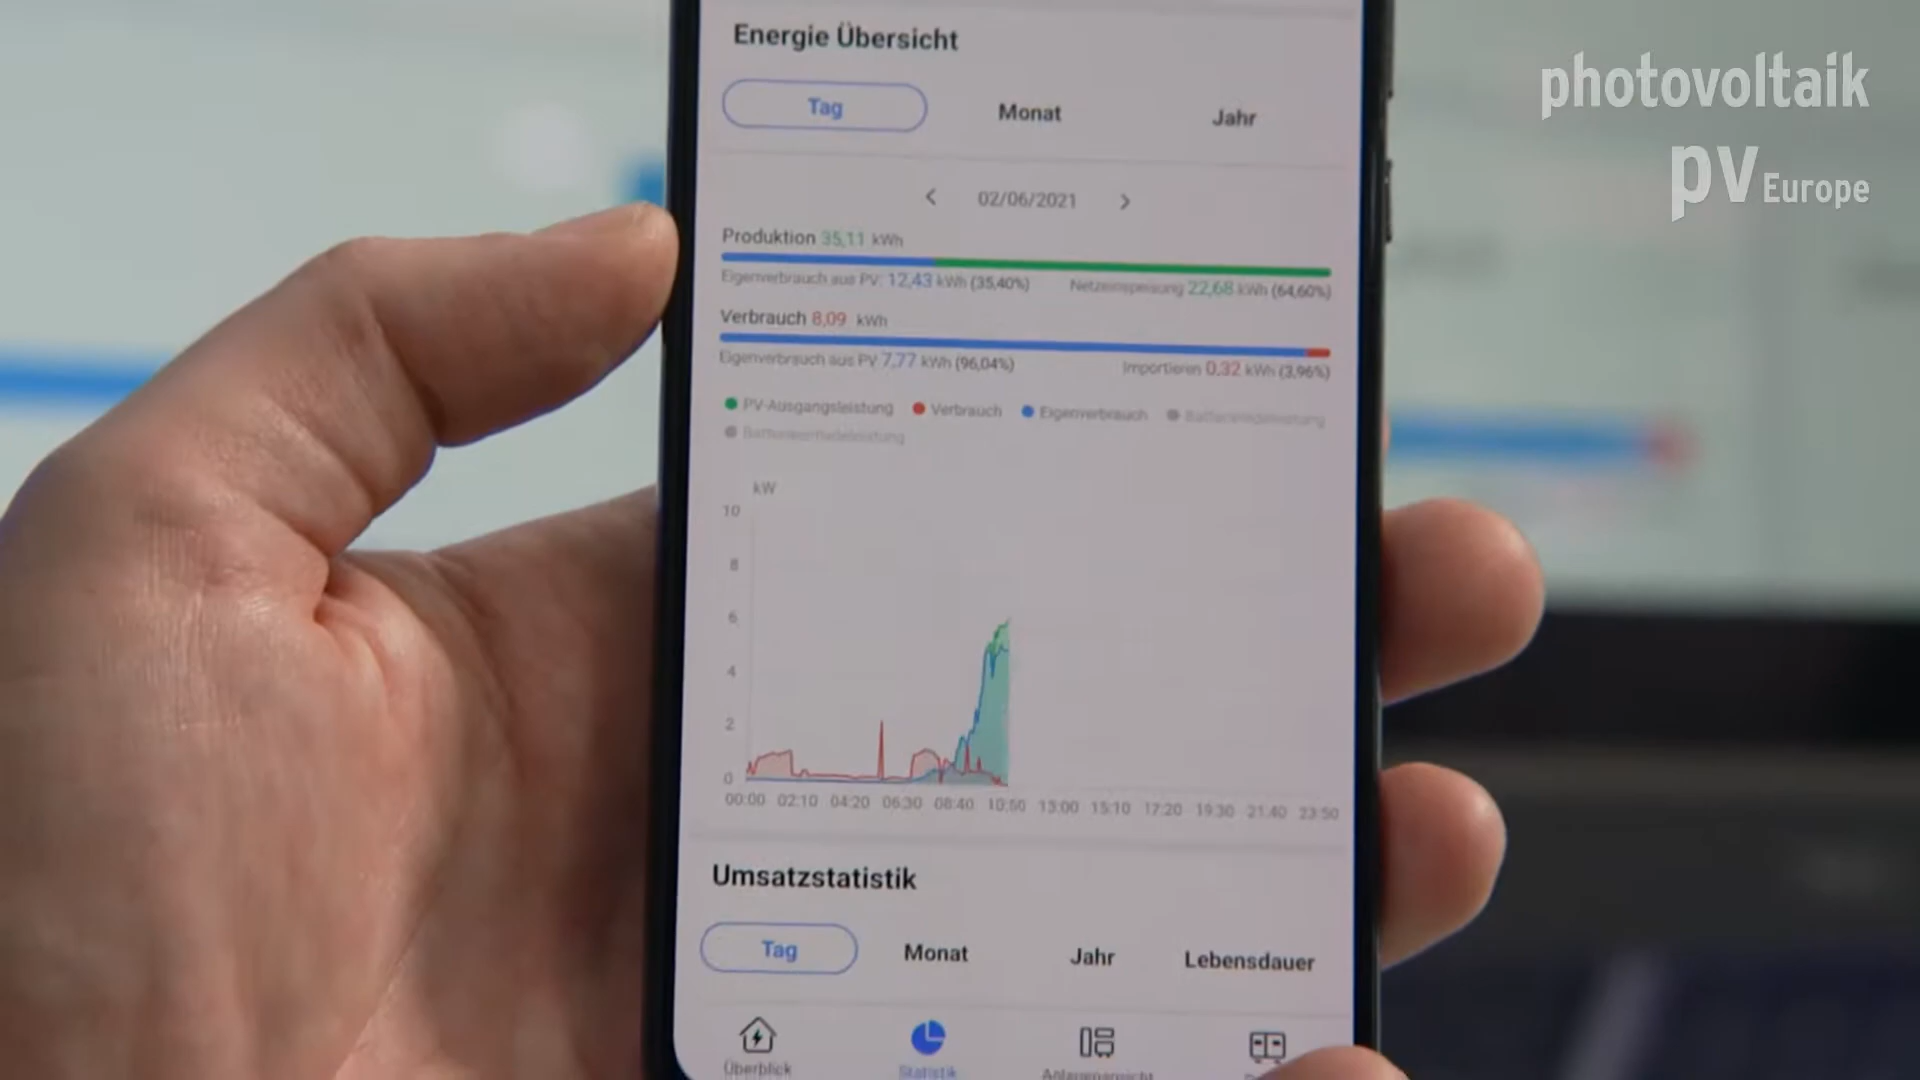 Energie Übersicht
Tag Monat Jahr
photovoltaik
pv Europe
02/06/2021
Produktion 35,11 kWh
Eigenverbrauch aus PV: 12,43 kWh (35,40%) Netzeinspeisung 22,68 kWh (64,60%)
Verbrauch 8,09 kWh
Eigenverbrauch aus PV 7,77 kWh (96,04%) Importieren 0,32 kWh (3,96%)
PV-Ausgangsleistung Verbrauch Eigenverbrauch
kW
10
8
6
4
2
0
00:00 02:10 04:20 06:30 08:40 10:50 13:00 15:10 17:20 19:30 21:40 23:50
Umsatzstatistik
Tag Monat Jahr Lebensdauer
Überblick Statistik